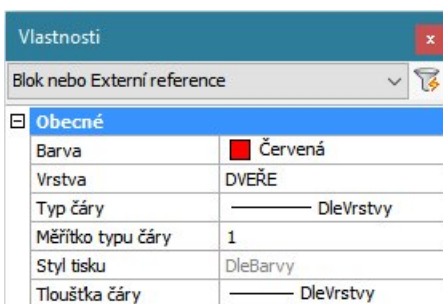 Vlastnosti
Blok nebo Externí reference
Obecné
Barva Červená
Vrstva DVEŘE
Typ čáry DleVrstvy
Měřítko typu čáry 1
Styl tisku DleBarvy
Tloušťka čáry DleVrstvy